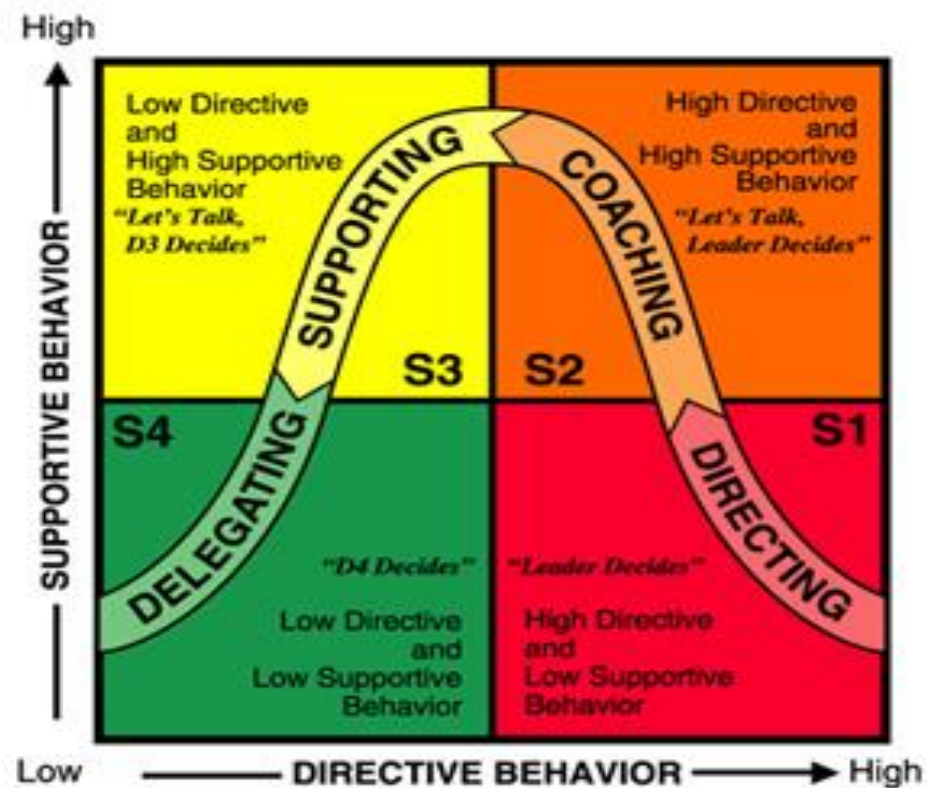 High
Low Directive
and
High Supportive
Behavior
“Let’s Talk,
D3 Decides”
SUPPORTING
S3
High Directive
and
High Supportive
Behavior
“Let’s Talk,
Leader Decides”
COACHING
S2
SUPPORTIVE BEHAVIOR
S4
DELEGATING
“D4 Decides”
Low Directive
and
Low Supportive
Behavior
S1
DIRECTING
“Leader Decides”
High Directive
and
Low Supportive
Behavior
Low
DIRECTIVE BEHAVIOR
High